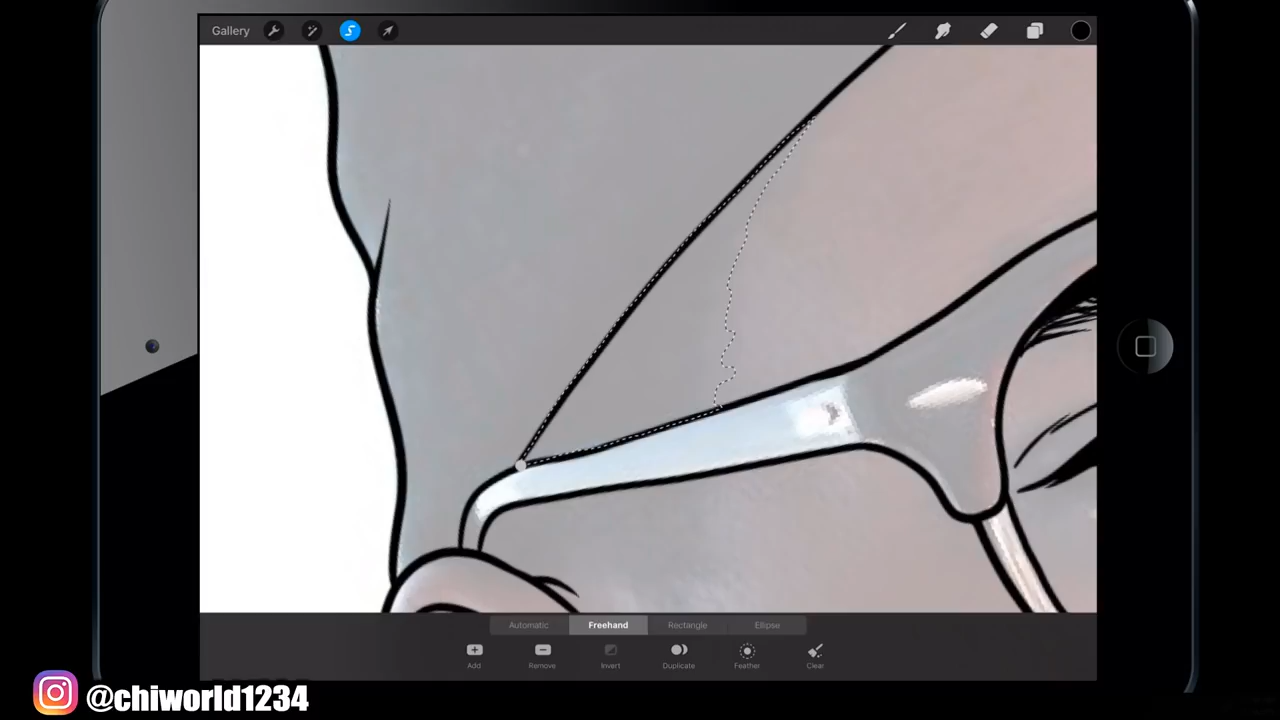 Gallery
Automatic Freehand Rectangle Ellipse
Add Remove Invert Duplicate Feather Clear
@chiworld1234